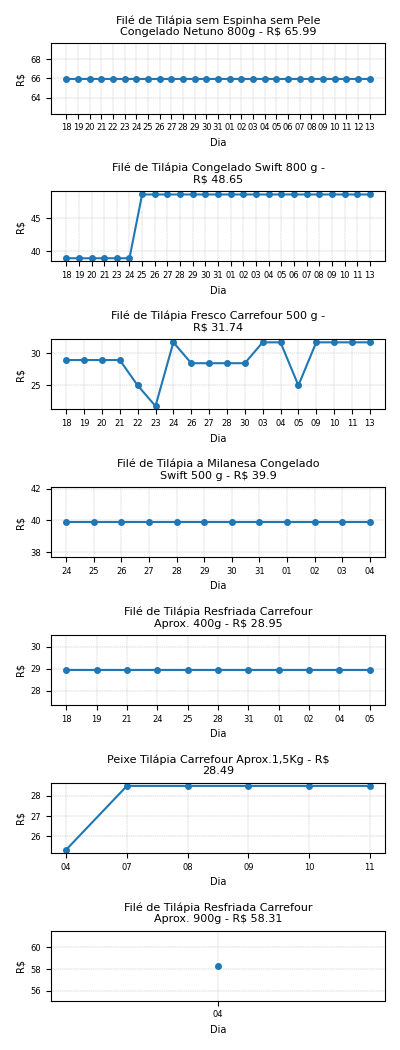 Filé de Tilápia sem Espinha sem Pele
Congelado Netuno 800g - R$ 65.99
68
66
64
R$
18 19 20 21 22 23 24 25 26 27 28 29 30 31 01 02 03 04 05 06 07 08 09 10 11 12 13
Dia
Filé de Tilápia Congelado Swift 800 g -
R$ 48.65
45
40
R$
18 19 20 21 23 24 25 26 27 28 29 30 31 01 02 03 04 05 06 07 08 09 10 11 13
Dia
Filé de Tilápia Fresco Carrefour 500 g -
R$ 31.74
30
25
R$
18 19 20 21 22 23 24 26 27 28 30 03 04 05 09 10 11 13
Dia
Filé de Tilápia a Milanesa Congelado
Swift 500 g - R$ 39.9
42
40
38
R$
24 25 26 27 28 29 30 31 01 02 03 04
Dia
Filé de Tilápia Resfriada Carrefour
Aprox. 400g - R$ 28.95
30
29
28
R$
18 19 21 24 25 28 31 01 02 04 05
Dia
Peixe Tilápia Carrefour Aprox.1,5Kg - R$
28.49
28
27
26
R$
04 07 08 09 10 11
Dia
Filé de Tilápia Resfriada Carrefour
Aprox. 900g - R$ 58.31
60
58
56
R$
04
Dia